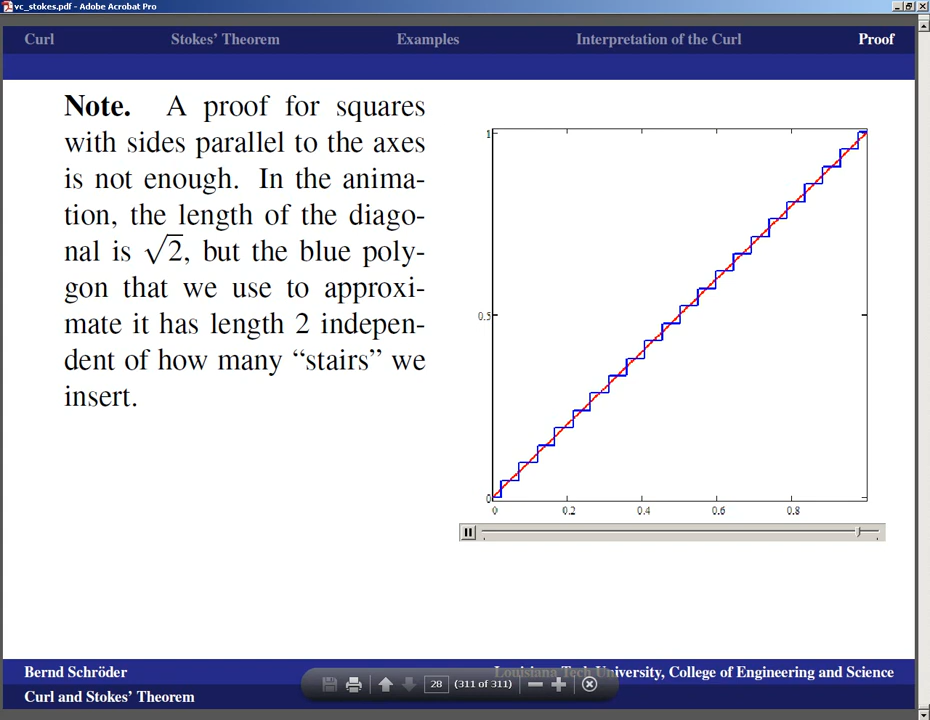 vc_stokes.pdf - Adobe Acrobat Pro
Curl Stokes' Theorem Examples Interpretation of the Curl Proof
Note. A proof for squares
with sides parallel to the axes
is not enough. In the anima-
tion, the length of the diago-
nal is √2, but the blue poly-
gon that we use to approxi-
mate it has length 2 indepen-
dent of how many “stairs” we
insert.
1
0.5
0
0 0.2 0.4 0.6 0.8
Bernd Schröder Louisiana Tech University, College of Engineering and Science
28 (311 of 311)
Curl and Stokes' Theorem